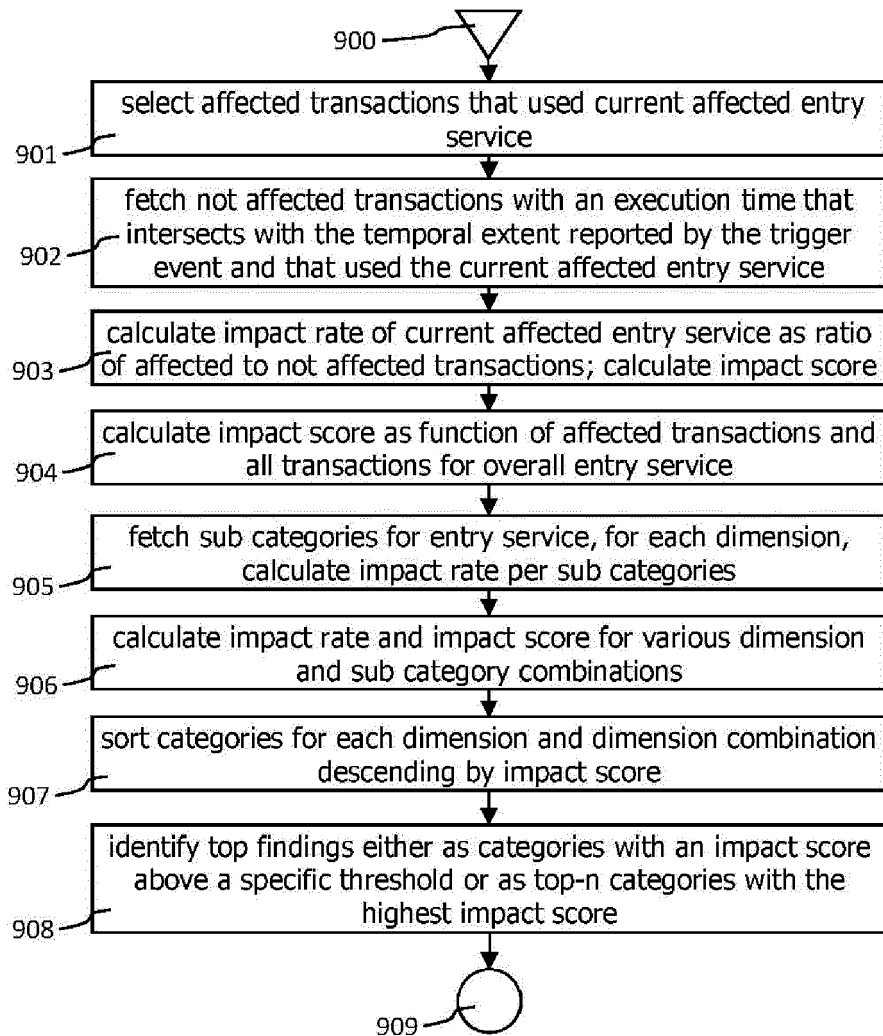 900
select affected transactions that used current affected entry
service
901
fetch not affected transactions with an execution time that
intersects with the temporal extent reported by the trigger
event and that used the current affected entry service
902
calculate impact rate of current affected entry service as ratio
of affected to not affected transactions; calculate impact score
903
calculate impact score as function of affected transactions and
all transactions for overall entry service
904
fetch sub categories for entry service, for each dimension,
calculate impact rate per sub categories
905
calculate impact rate and impact score for various dimension
and sub category combinations
906
sort categories for each dimension and dimension combination
descending by impact score
907
identify top findings either as categories with an impact score
above a specific threshold or as top-n categories with the
highest impact score
908
909